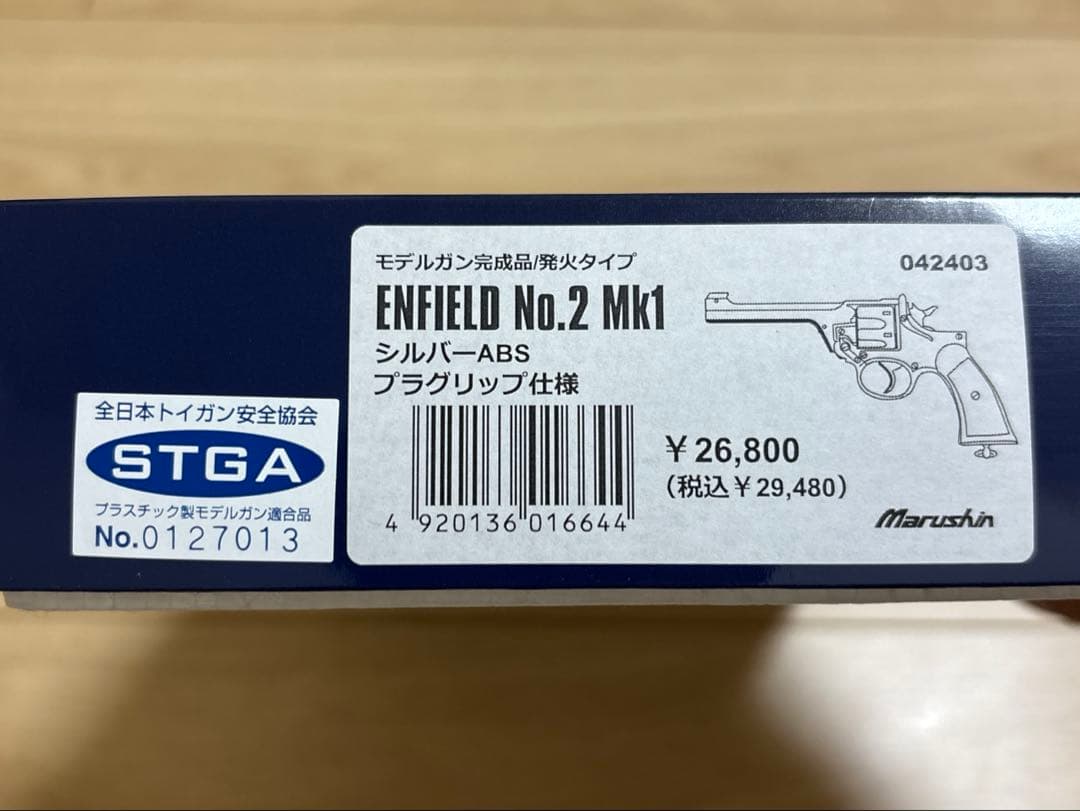 モデルガン完成品/発火タイプ
042403
ENFIELD No.2 Mk1
シルバーABS
プラグリップ仕様
¥26,800
(税込¥29,480)
4 920136 016644
Marushin
全日本トイガン安全協会
STGA
プラスチック製モデルガン適合品
No.0127013